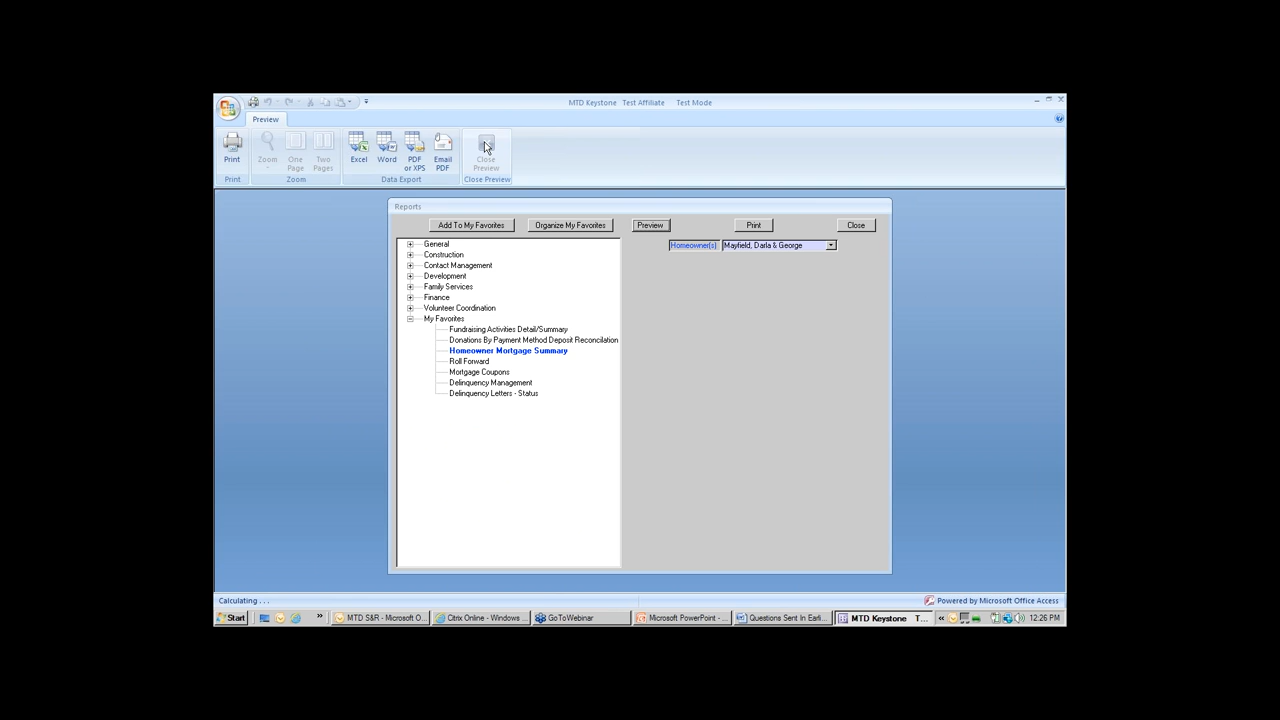 MTD Keystone Test Affiliate Test Mode
Preview
Print
Zoom
One Page
Two Pages
Excel
Word
PDF or XPS
Email PDF
Close Preview
Print
Zoom
Data Export
Close Preview
Reports
Add To My Favorites
Organize My Favorites
Preview
Print
Close
General
Homeowner(s)
Mayfield, Darla & George
Construction
Contact Management
Development
Family Services
Finance
Volunteer Coordination
My Favorites
Fundraising Activities Detail/Summary
Donations By Payment Method Deposit Reconcilation
Homeowner Mortgage Summary
Roll Forward
Mortgage Coupons
Delinquency Management
Delinquency Letters - Status
Calculating . . .
Powered by Microsoft Office Access
Start
MTD S&R - Microsoft O...
Citrix Online - Windows ...
GoToWebinar
Microsoft PowerPoint - ...
Questions Sent In Earli...
MTD Keystone T...
12:26 PM